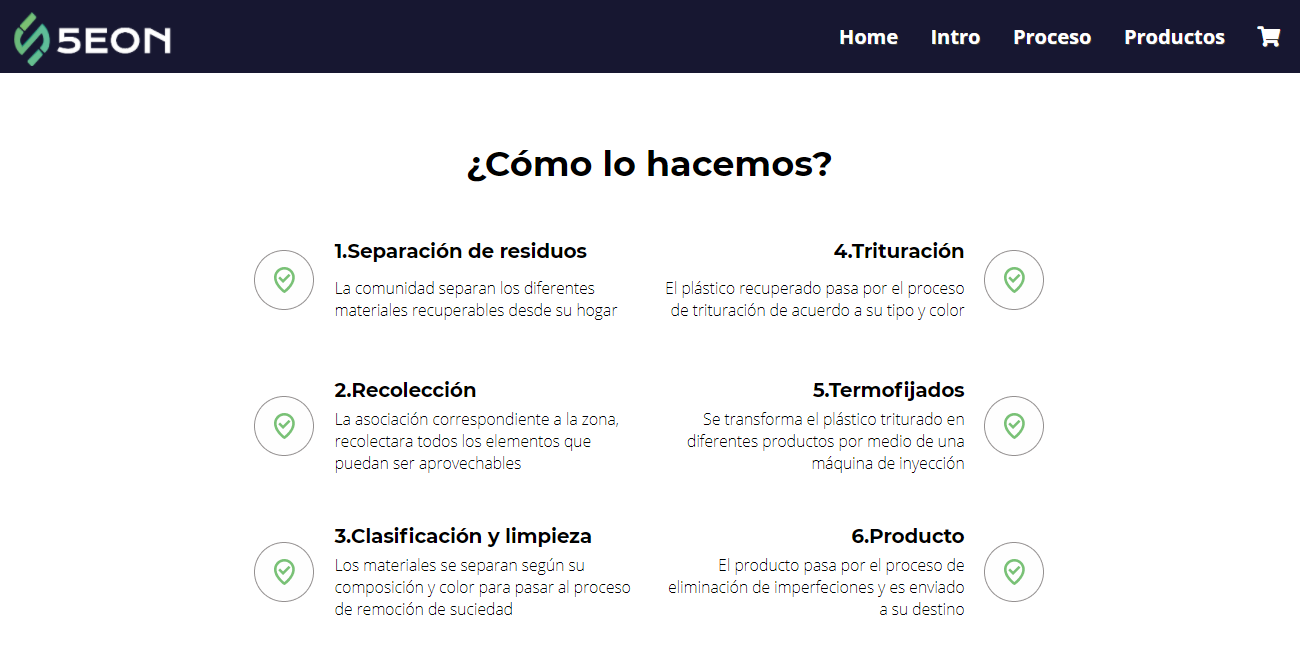 5EON
Home
Intro
Proceso
Productos
¿Cómo lo hacemos?
1.Separación de residuos
La comunidad separan los diferentes
materiales recuperables desde su hogar
2.Recolección
La asociación correspondiente a la zona,
recolectara todos los elementos que
puedan ser aprovechables
3.Clasificación y limpieza
Los materiales se separan según su
composición y color para pasar al proceso
de remoción de suciedad
4.Trituración
El plástico recuperado pasa por el proceso
de trituración de acuerdo a su tipo y color
5.Termofijados
Se transforma el plástico triturado en
diferentes productos por medio de una
máquina de inyección
6.Producto
El producto pasa por el proceso de
eliminación de imperfeciones y es enviado
a su destino